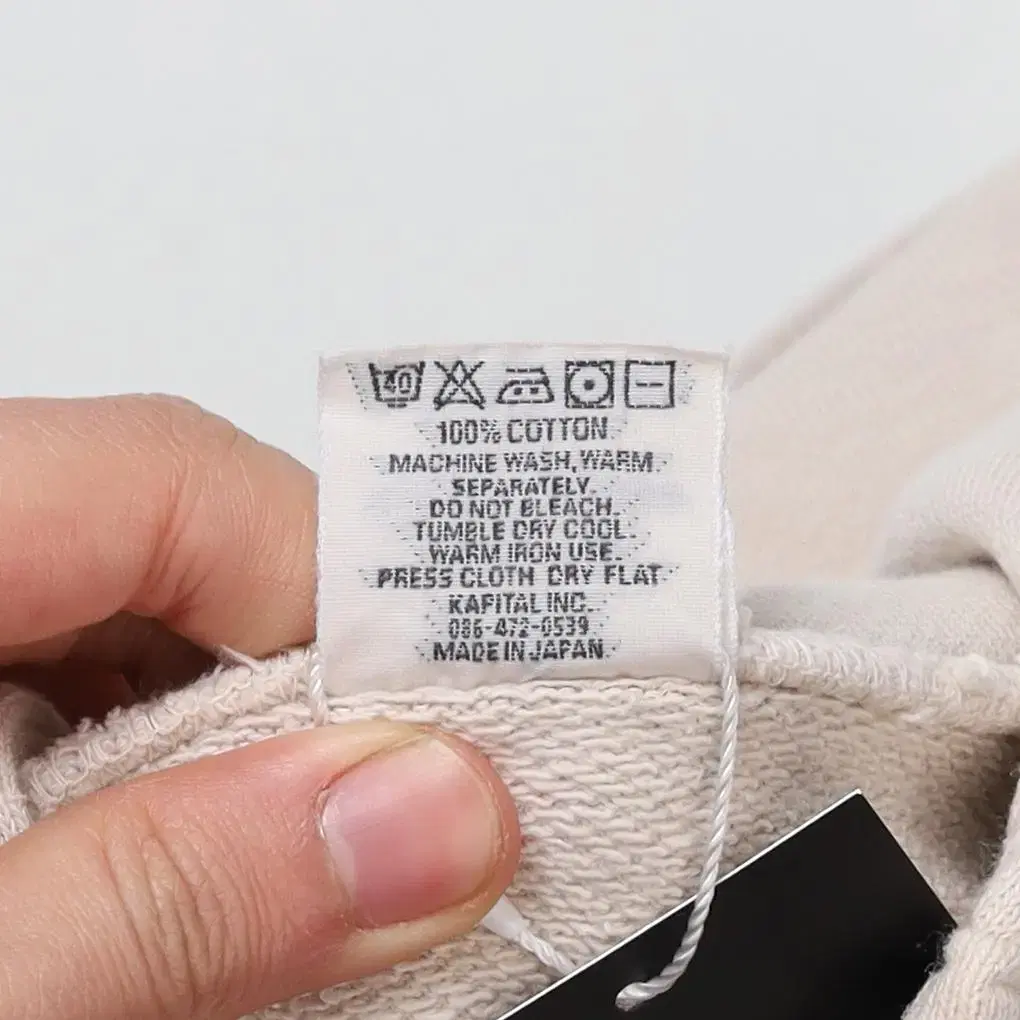 40
100% COTTON
MACHINE WASH, WARM
SEPARATELY.
DO NOT BLEACH.
TUMBLE DRY COOL.
WARM IRON USE.
PRESS CLOTH DRY FLAT
KAPITAL INC.
086-472-0539
MADE IN JAPAN